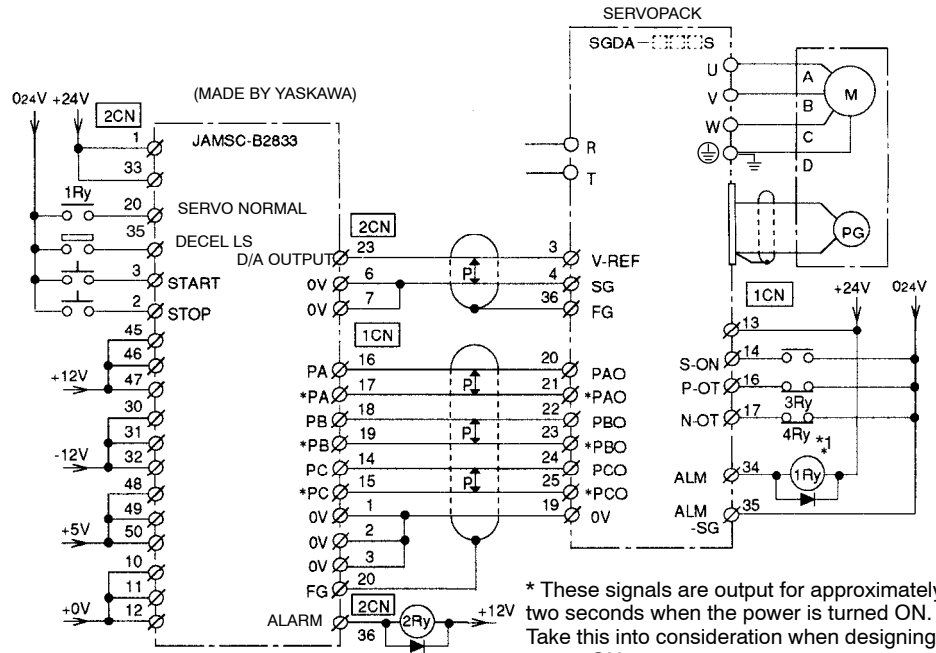 SERVOPACK
SGDA- S
(MADE BY YASKAWA)
JAMSC-B2833
024V +24V
2CN
1
33
1Ry
20
SERVO NORMAL
35
DECEL LS
3
START
2
STOP
45
46
+12V
47
30
31
-12V
32
48
49
+5V
50
10
11
+0V
12
2CN
D/A OUTPUT
23
P
3
V-REF
0V
6
4
SG
0V
7
36
FG
1CN
PA
16
P
20
PAO
*PA
17
21
*PAO
PB
18
P
22
PBO
*PB
19
23
*PBO
PC
14
P
24
PCO
*PC
15
25
*PCO
0V
1
19
0V
0V
2
0V
3
FG
20
ALARM
2CN
36
2Ry
+12V
R
T
U
A
M
V
B
W
C
D
PG
1CN
+24V
024V
13
S-ON
14
P-OT
16
3Ry
N-OT
17
4Ry
*1
ALM
34
1Ry
ALM
-SG
35
* These signals are output for approximately
two seconds when the power is turned ON.
Take this into consideration when designing